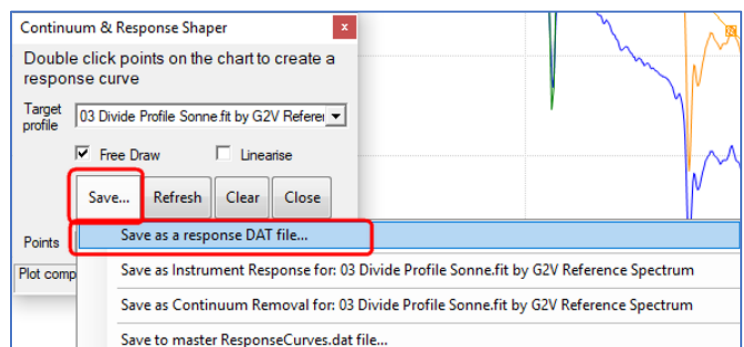 Continuum & Response Shaper
x
Double click points on the chart to create a
response curve
Target
profile
03 Divide Profile Sonne.fit by G2V Referen
Free Draw
Linearise
Save...
Refresh
Clear
Close
Points
Save as a response DAT file...
Plot comp
Save as Instrument Response for: 03 Divide Profile Sonne.fit by G2V Reference Spectrum
Save as Continuum Removal for: 03 Divide Profile Sonne.fit by G2V Reference Spectrum
Save to master ResponseCurves.dat file...